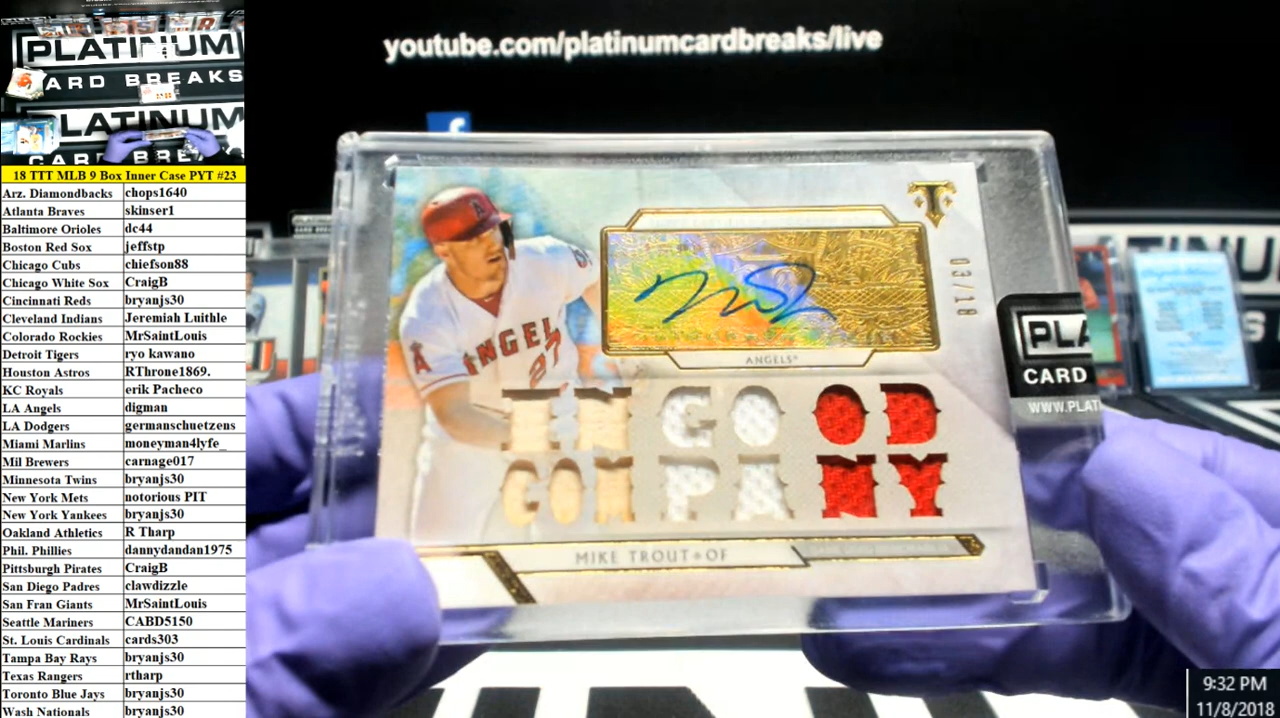 PLATINUM
ARD BREAKS
PLATINUM
CARD BREA
18 TTT MLB 9 Box Inner Case PYT #23
Arz. Diamondbacks chops1640
Atlanta Braves skinser1
Baltimore Orioles dc44
Boston Red Sox jeffstp
Chicago Cubs chiefson88
Chicago White Sox CraigB
Cincinnati Reds bryanjs30
Cleveland Indians Jeremiah Luithle
Colorado Rockies MrSaintLouis
Detroit Tigers ryo kawano
Houston Astros RThrone1869.
KC Royals erik Pacheco
LA Angels digman
LA Dodgers germanschuetzens
Miami Marlins moneyman4lyfe_
Mil Brewers carnage017
Minnesota Twins bryanjs30
New York Mets notorious PIT
New York Yankees bryanjs30
Oakland Athletics R Tharp
Phil. Phillies dannydandan1975
Pittsburgh Pirates CraigB
San Diego Padres clawdizzle
San Fran Giants MrSaintLouis
Seattle Mariners CABD5150
St. Louis Cardinals cards303
Tampa Bay Rays bryanjs30
Texas Rangers rtharp
Toronto Blue Jays bryanjs30
Wash Nationals bryanjs30
youtube.com/platinumcardbreaks/live
f
T
03/18
A
ANGEL
27
ANGELS
IN GOOD
COMPANY
MIKE TROUT OF
PLA
CARD
WWW.PLAT
TINU
S
9:32 PM
11/8/2018